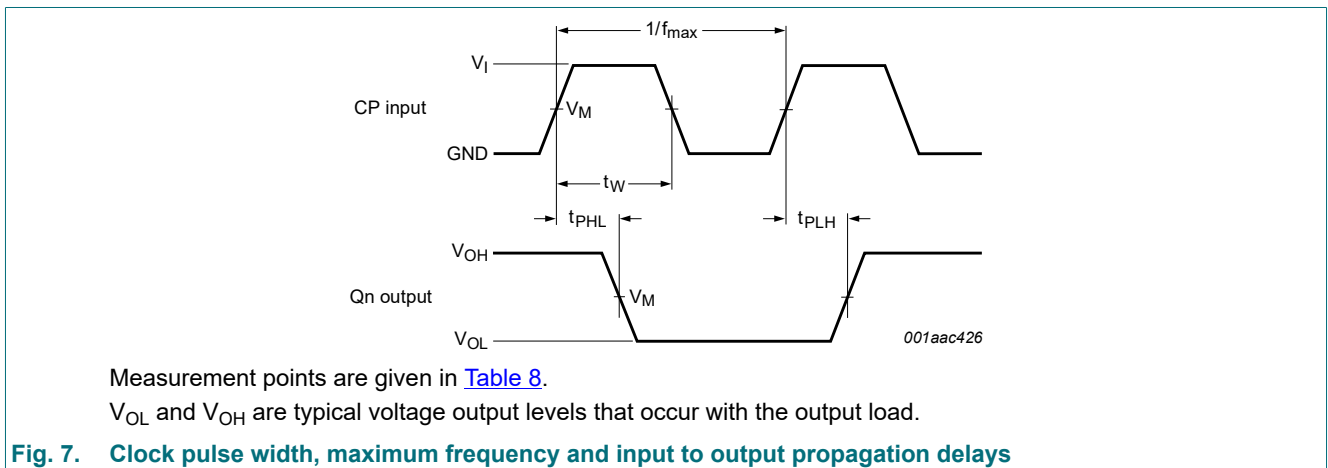 1/fmax
VI
CP input
VM
GND
tW
tPHL
tPLH
VOH
Qn output
VM
VOL
001aac426
Measurement points are given in Table 8.
VOL and VOH are typical voltage output levels that occur with the output load.
Fig. 7. Clock pulse width, maximum frequency and input to output propagation delays